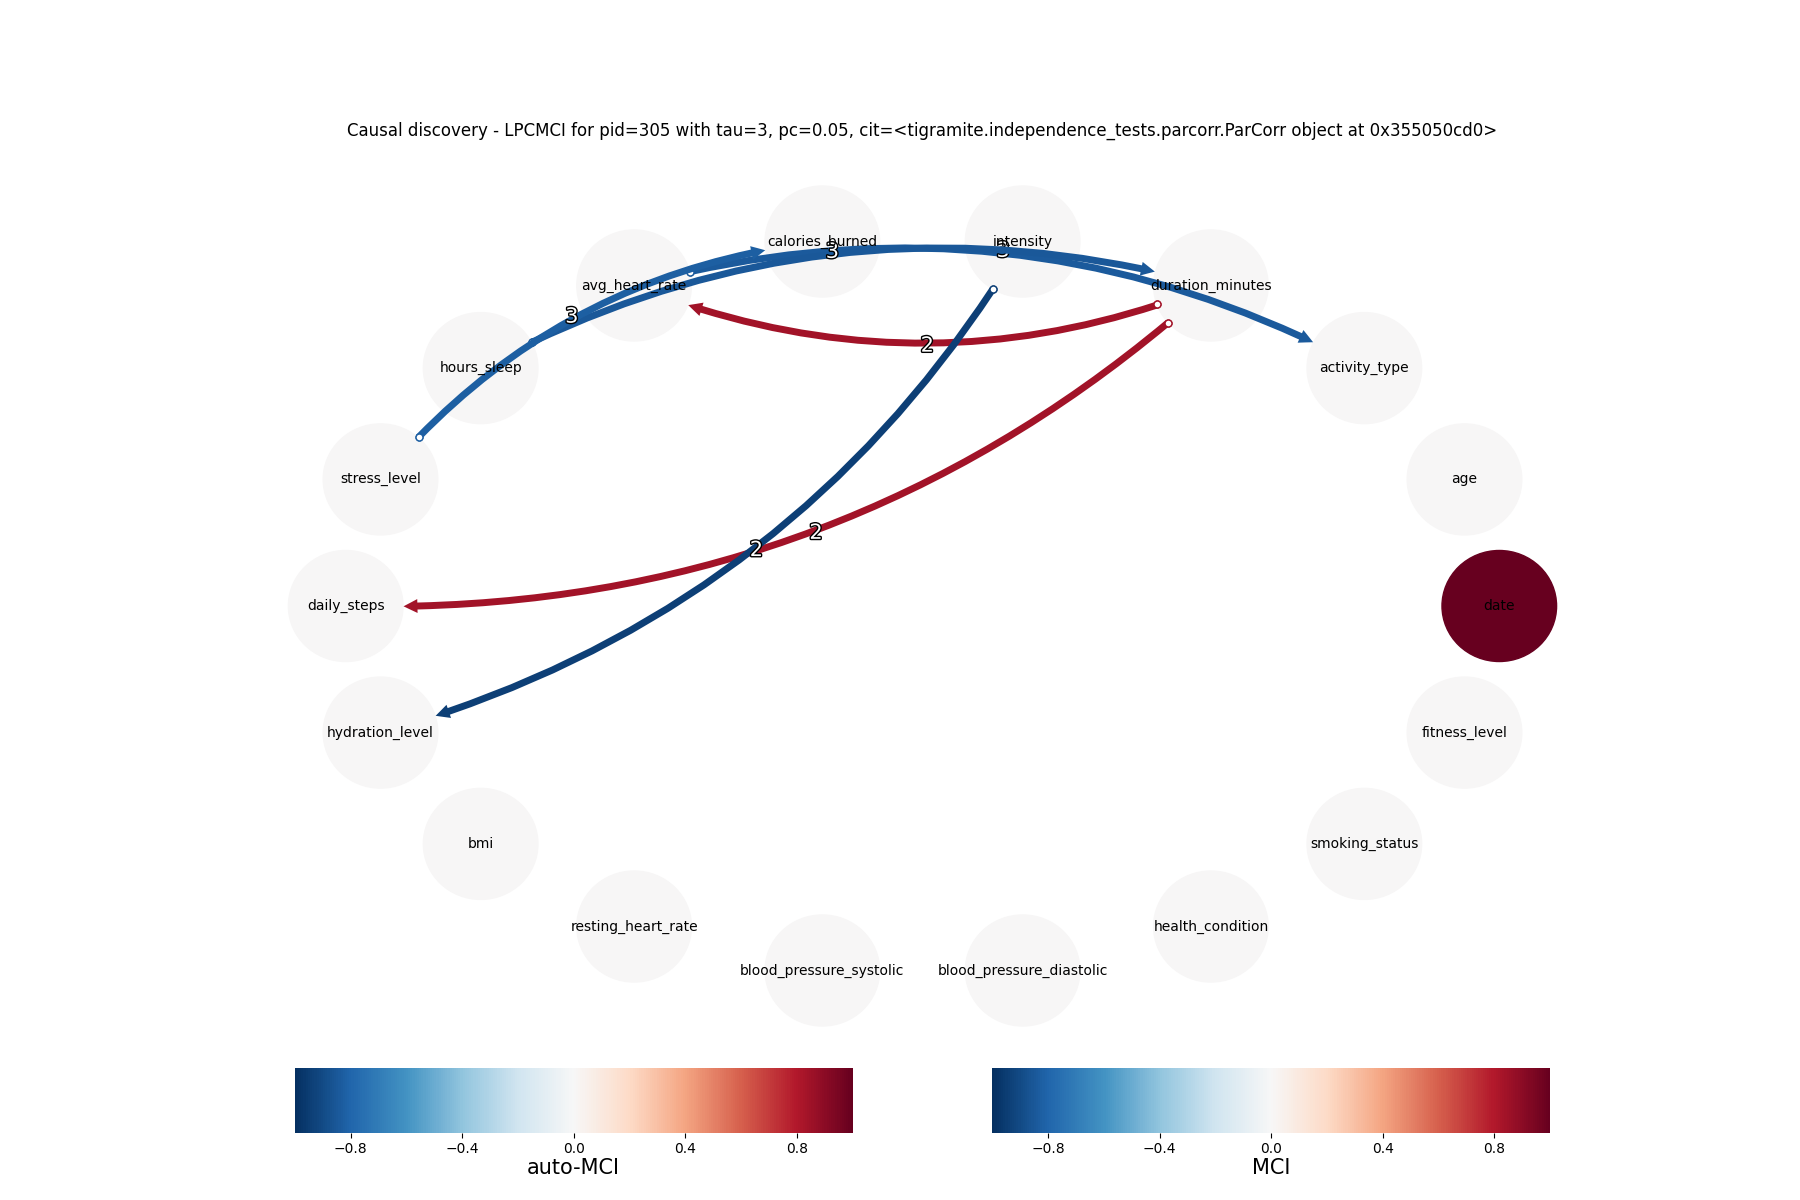 Causal discovery - LPCMCI for pid=305 with tau=3, pc=0.05, cit=<tigramite.independence_tests.parcorr.ParCorr object at 0x355050cd0>
calories_burned
intensity
3
3
avg_heart_rate
duration_minutes
3
2
hours_sleep
activity_type
stress_level
age
2
2
daily_steps
date
hydration_level
fitness_level
bmi
smoking_status
resting_heart_rate
health_condition
blood_pressure_systolic
blood_pressure_diastolic
−0.8 −0.4 0.0 0.4 0.8
auto-MCI
−0.8 −0.4 0.0 0.4 0.8
MCI